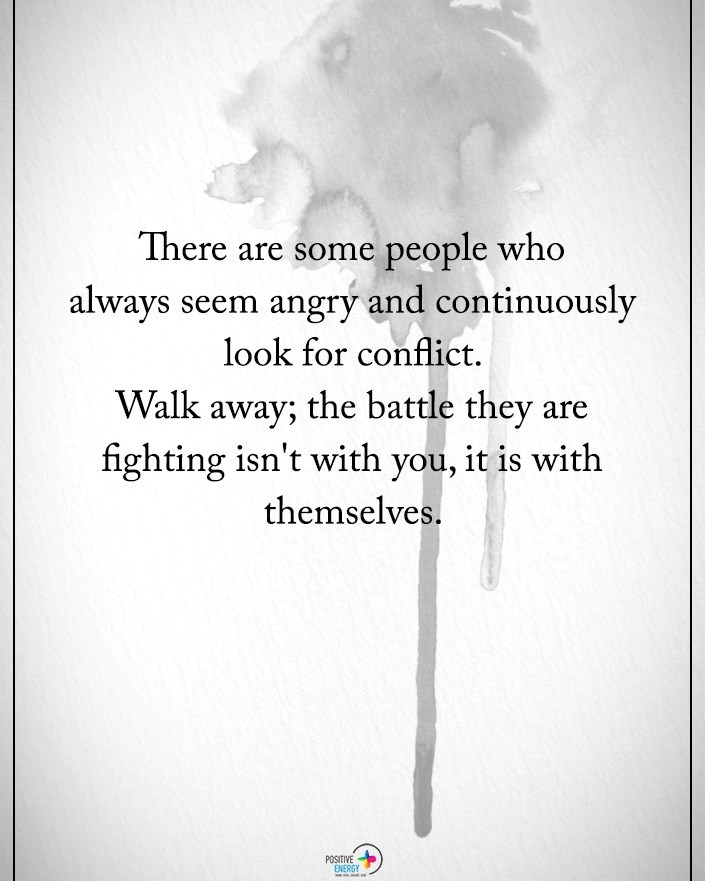 There are some people who
always seem angry and continuously
look for conflict.
Walk away; the battle they are
fighting isn't with you, it is with
themselves.
POSITIVE
ENERGY